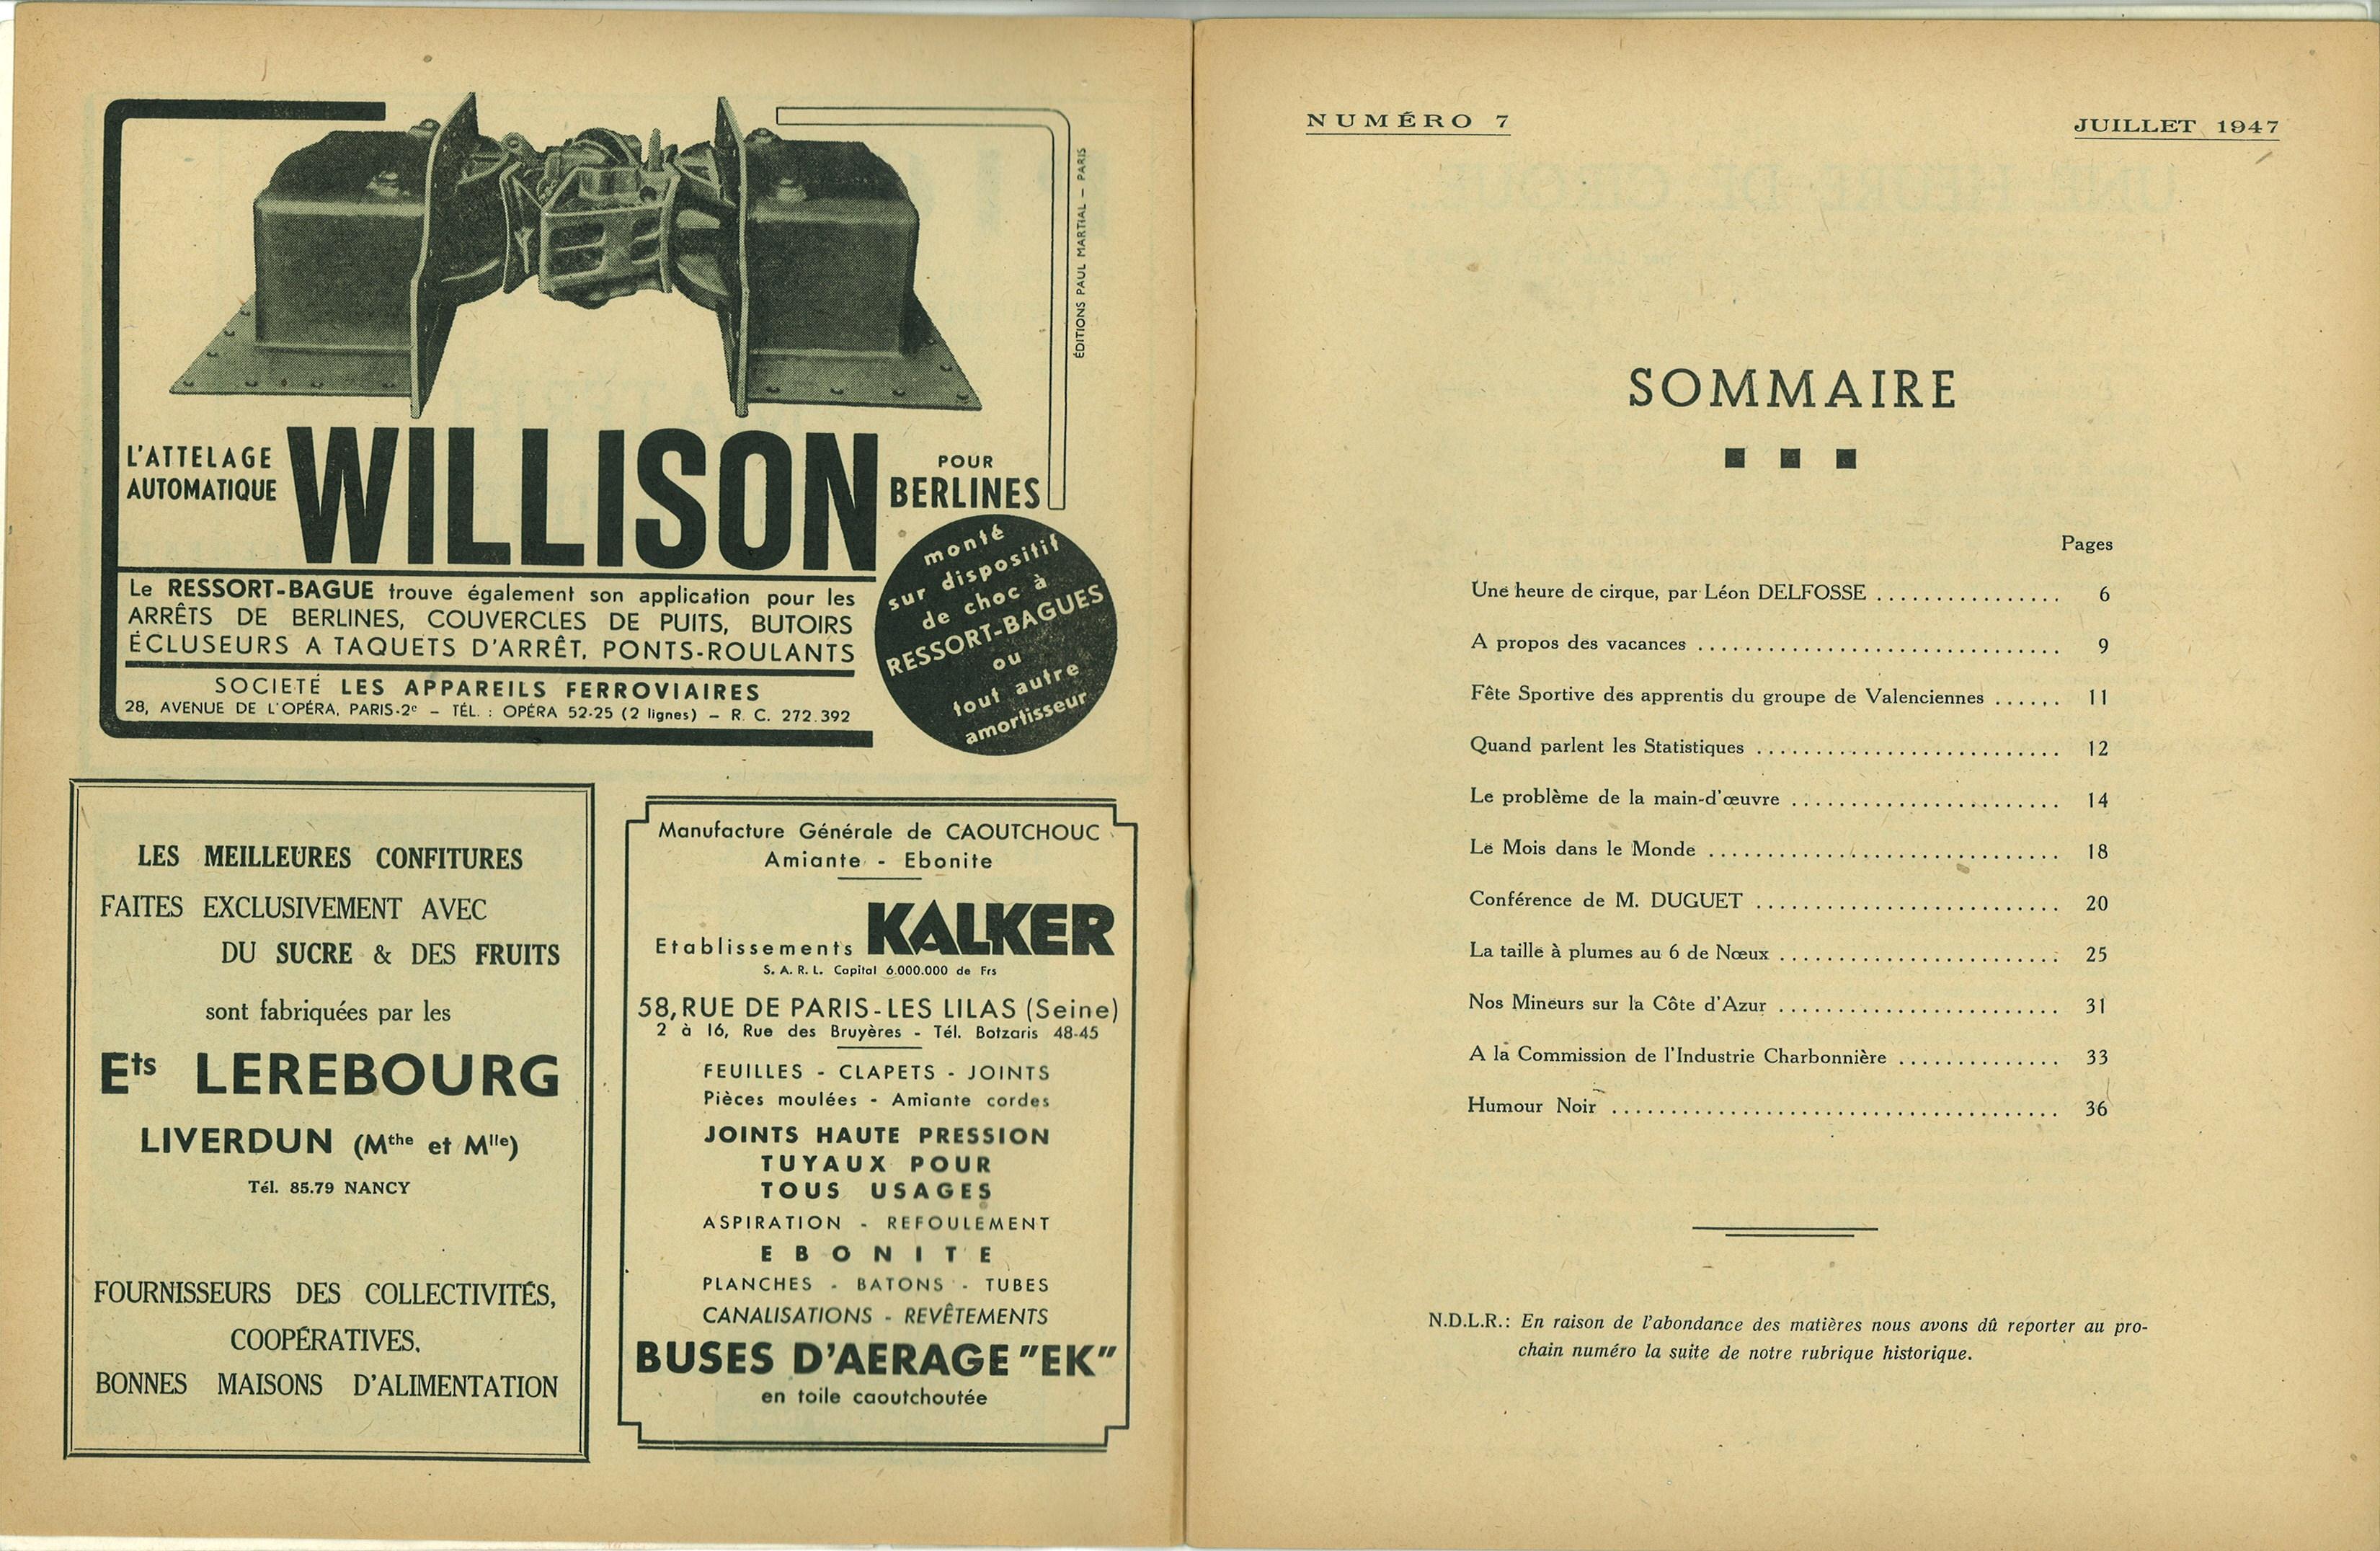 ÉDITIONS PAUL MARTIAL — PARIS
L'ATTELAGE
AUTOMATIQUE
WILLISON
POUR
BERLINES
monté
sur dispositif
de choc à
RESSORT-BAGUES
ou
tout autre
amortisseur
Le RESSORT-BAGUE trouve également son application pour les
ARRÊTS DE BERLINES, COUVERCLES DE PUITS, BUTOIRS
ÉCLUSEURS A TAQUETS D'ARRÊT, PONTS-ROULANTS
SOCIETÉ LES APPAREILS FERROVIAIRES
28, AVENUE DE L'OPÉRA, PARIS-2e – TÉL. : OPÉRA 52-25 (2 lignes) – R. C. 272.392
LES MEILLEURES CONFITURES
FAITES EXCLUSIVEMENT AVEC
DU SUCRE & DES FRUITS
sont fabriquées par les
Ets LEREBOURG
LIVERDUN (Mthe et Mlle)
Tél. 85.79 NANCY
FOURNISSEURS DES COLLECTIVITÉS,
COOPÉRATIVES,
BONNES MAISONS D'ALIMENTATION
Manufacture Générale de CAOUTCHOUC
Amiante - Ebonite
Etablissements KALKER
S. A. R. L. Capital 6.000.000 de Frs
58, RUE DE PARIS - LES LILAS (Seine)
2 à 16, Rue des Bruyères - Tél. Botzaris 48-45
FEUILLES - CLAPETS - JOINTS
Pièces moulées - Amiante cordes
JOINTS HAUTE PRESSION
TUYAUX POUR
TOUS USAGES
ASPIRATION - REFOULEMENT
EBONITE
PLANCHES - BATONS - TUBES
CANALISATIONS - REVÊTEMENTS
BUSES D'AERAGE "EK"
en toile caoutchoutée
NUMÉRO 7
JUILLET 1947
SOMMAIRE
Pages
Une heure de cirque, par Léon DELFOSSE ................ 6
A propos des vacances ............................... 9
Fête Sportive des apprentis du groupe de Valenciennes ...... 11
Quand parlent les Statistiques .......................... 12
Le problème de la main-d'œuvre ....................... 14
Le Mois dans le Monde .............................. 18
Conférence de M. DUGUET .......................... 20
La taille à plumes au 6 de Nœux ........................ 25
Nos Mineurs sur la Côte d'Azur ........................ 31
A la Commission de l'Industrie Charbonnière .............. 33
Humour Noir ...................................... 36
N.D.L.R.: En raison de l'abondance des matières nous avons dû reporter au pro-
chain numéro la suite de notre rubrique historique.